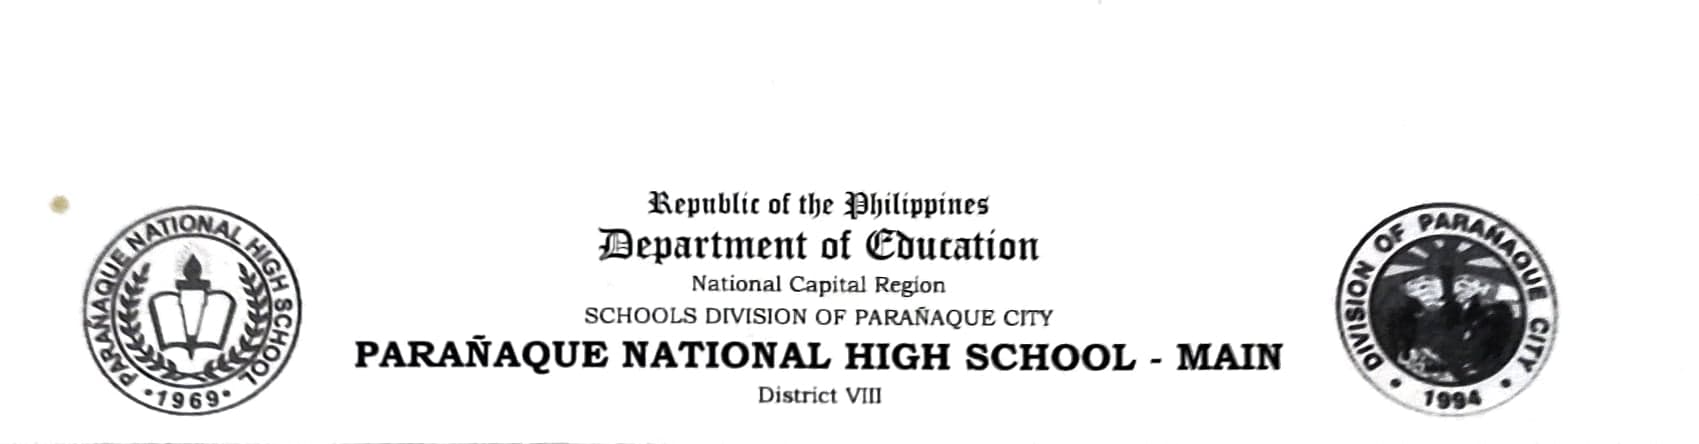 Republic of the Philippines
Department of Education
National Capital Region
SCHOOLS DIVISION OF PARAÑAQUE CITY
PARAÑAQUE NATIONAL HIGH SCHOOL - MAIN
District VIII
PARAÑAQUE NATIONAL HIGH SCHOOL
1969
DIVISION OF PARAÑAQUE CITY
1994